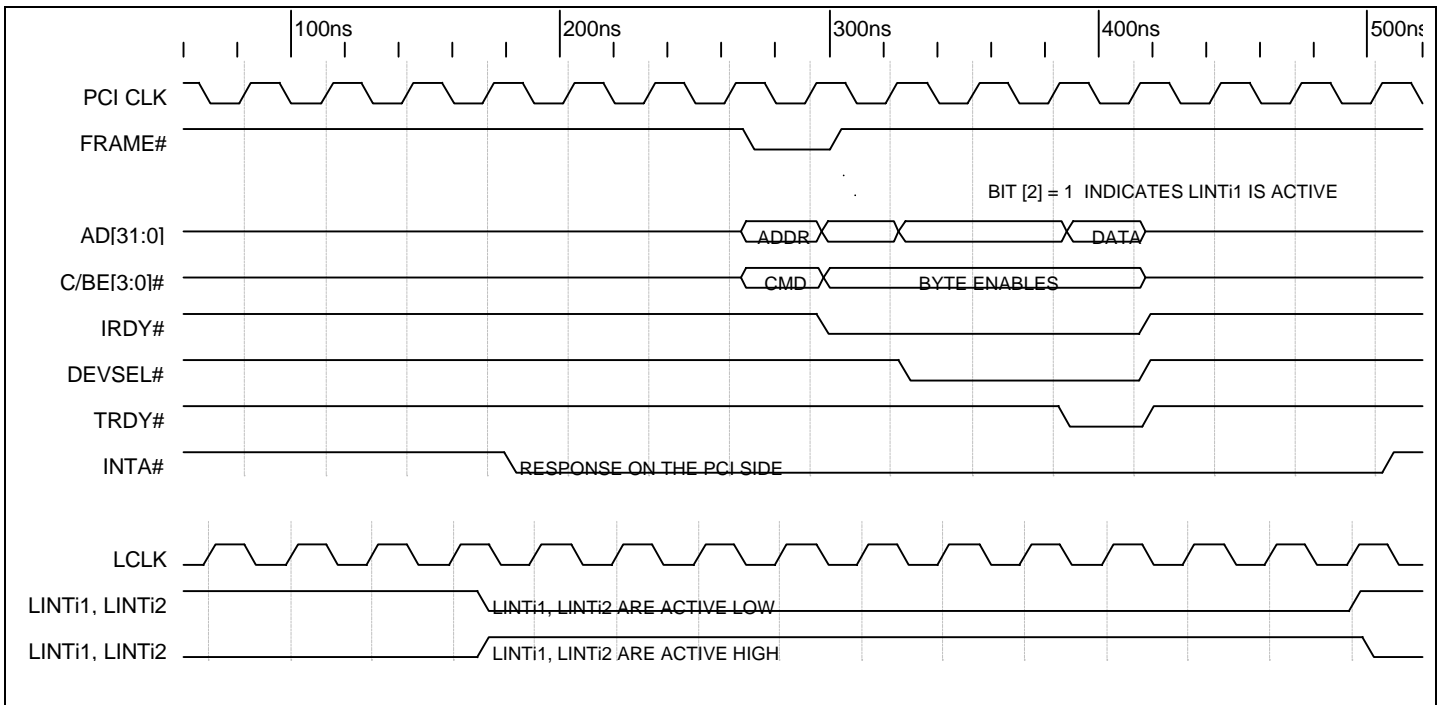 100ns 200ns 300ns 400ns 500ns
PCI CLK
FRAME#
BIT [2] = 1 INDICATES LINTi1 IS ACTIVE
AD[31:0] ADDR DATA
C/BE[3:0]# CMD BYTE ENABLES
IRDY#
DEVSEL#
TRDY#
INTA# RESPONSE ON THE PCI SIDE
LCLK
LINTi1, LINTi2 LINTi1, LINTi2 ARE ACTIVE LOW
LINTi1, LINTi2 LINTi1, LINTi2 ARE ACTIVE HIGH